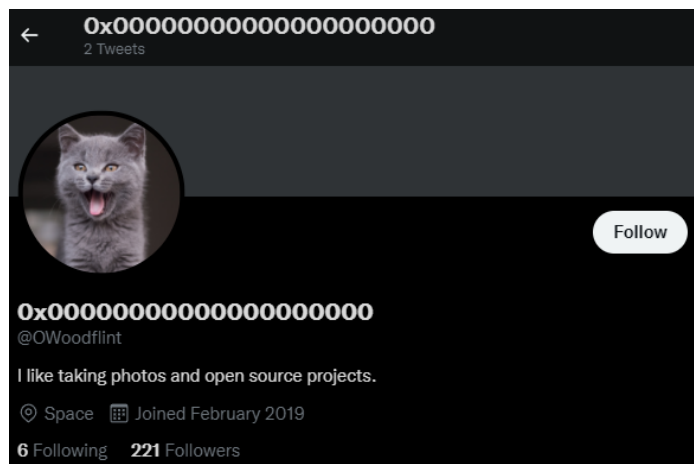 0x00000000000000000000
2 Tweets
Follow
0x00000000000000000000
@OWoodflint
I like taking photos and open source projects.
Space Joined February 2019
6 Following 221 Followers